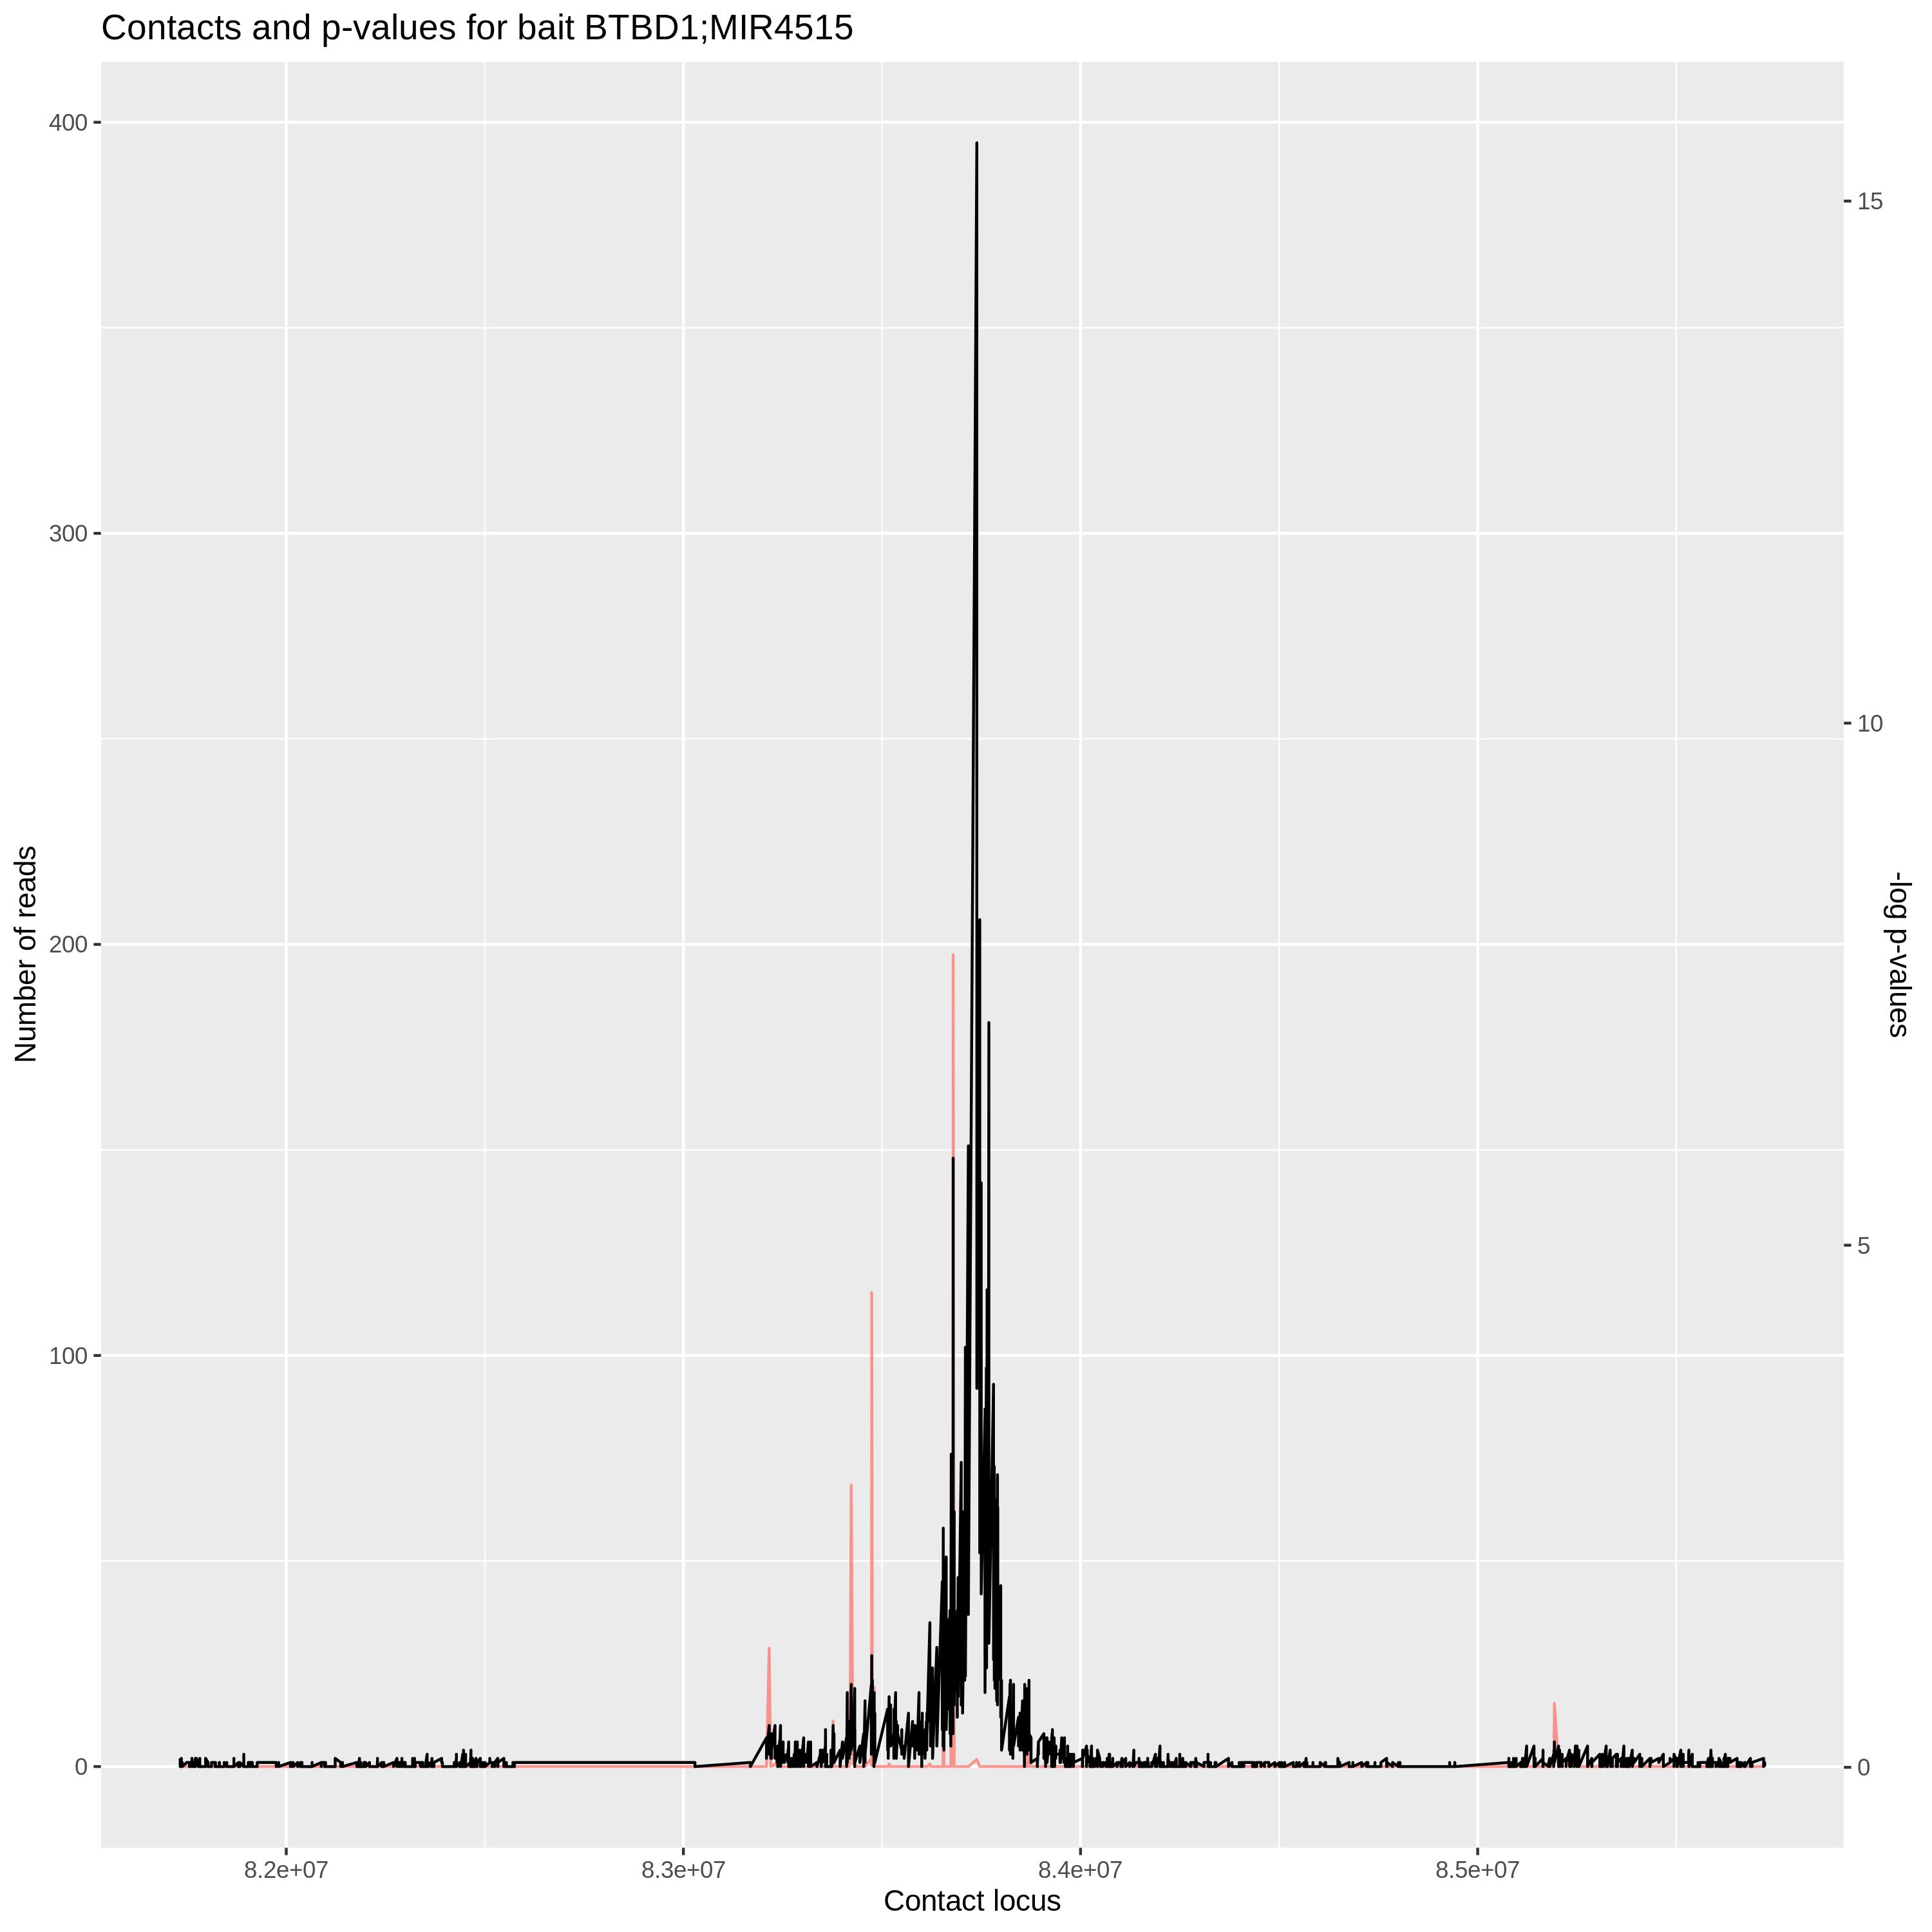 Contacts and p-values for bait BTBD1;MIR4515
400
300
200
100
0
Number of reads
15
10
5
0
-log p-values
8.2e+07
8.3e+07
8.4e+07
8.5e+07
Contact locus